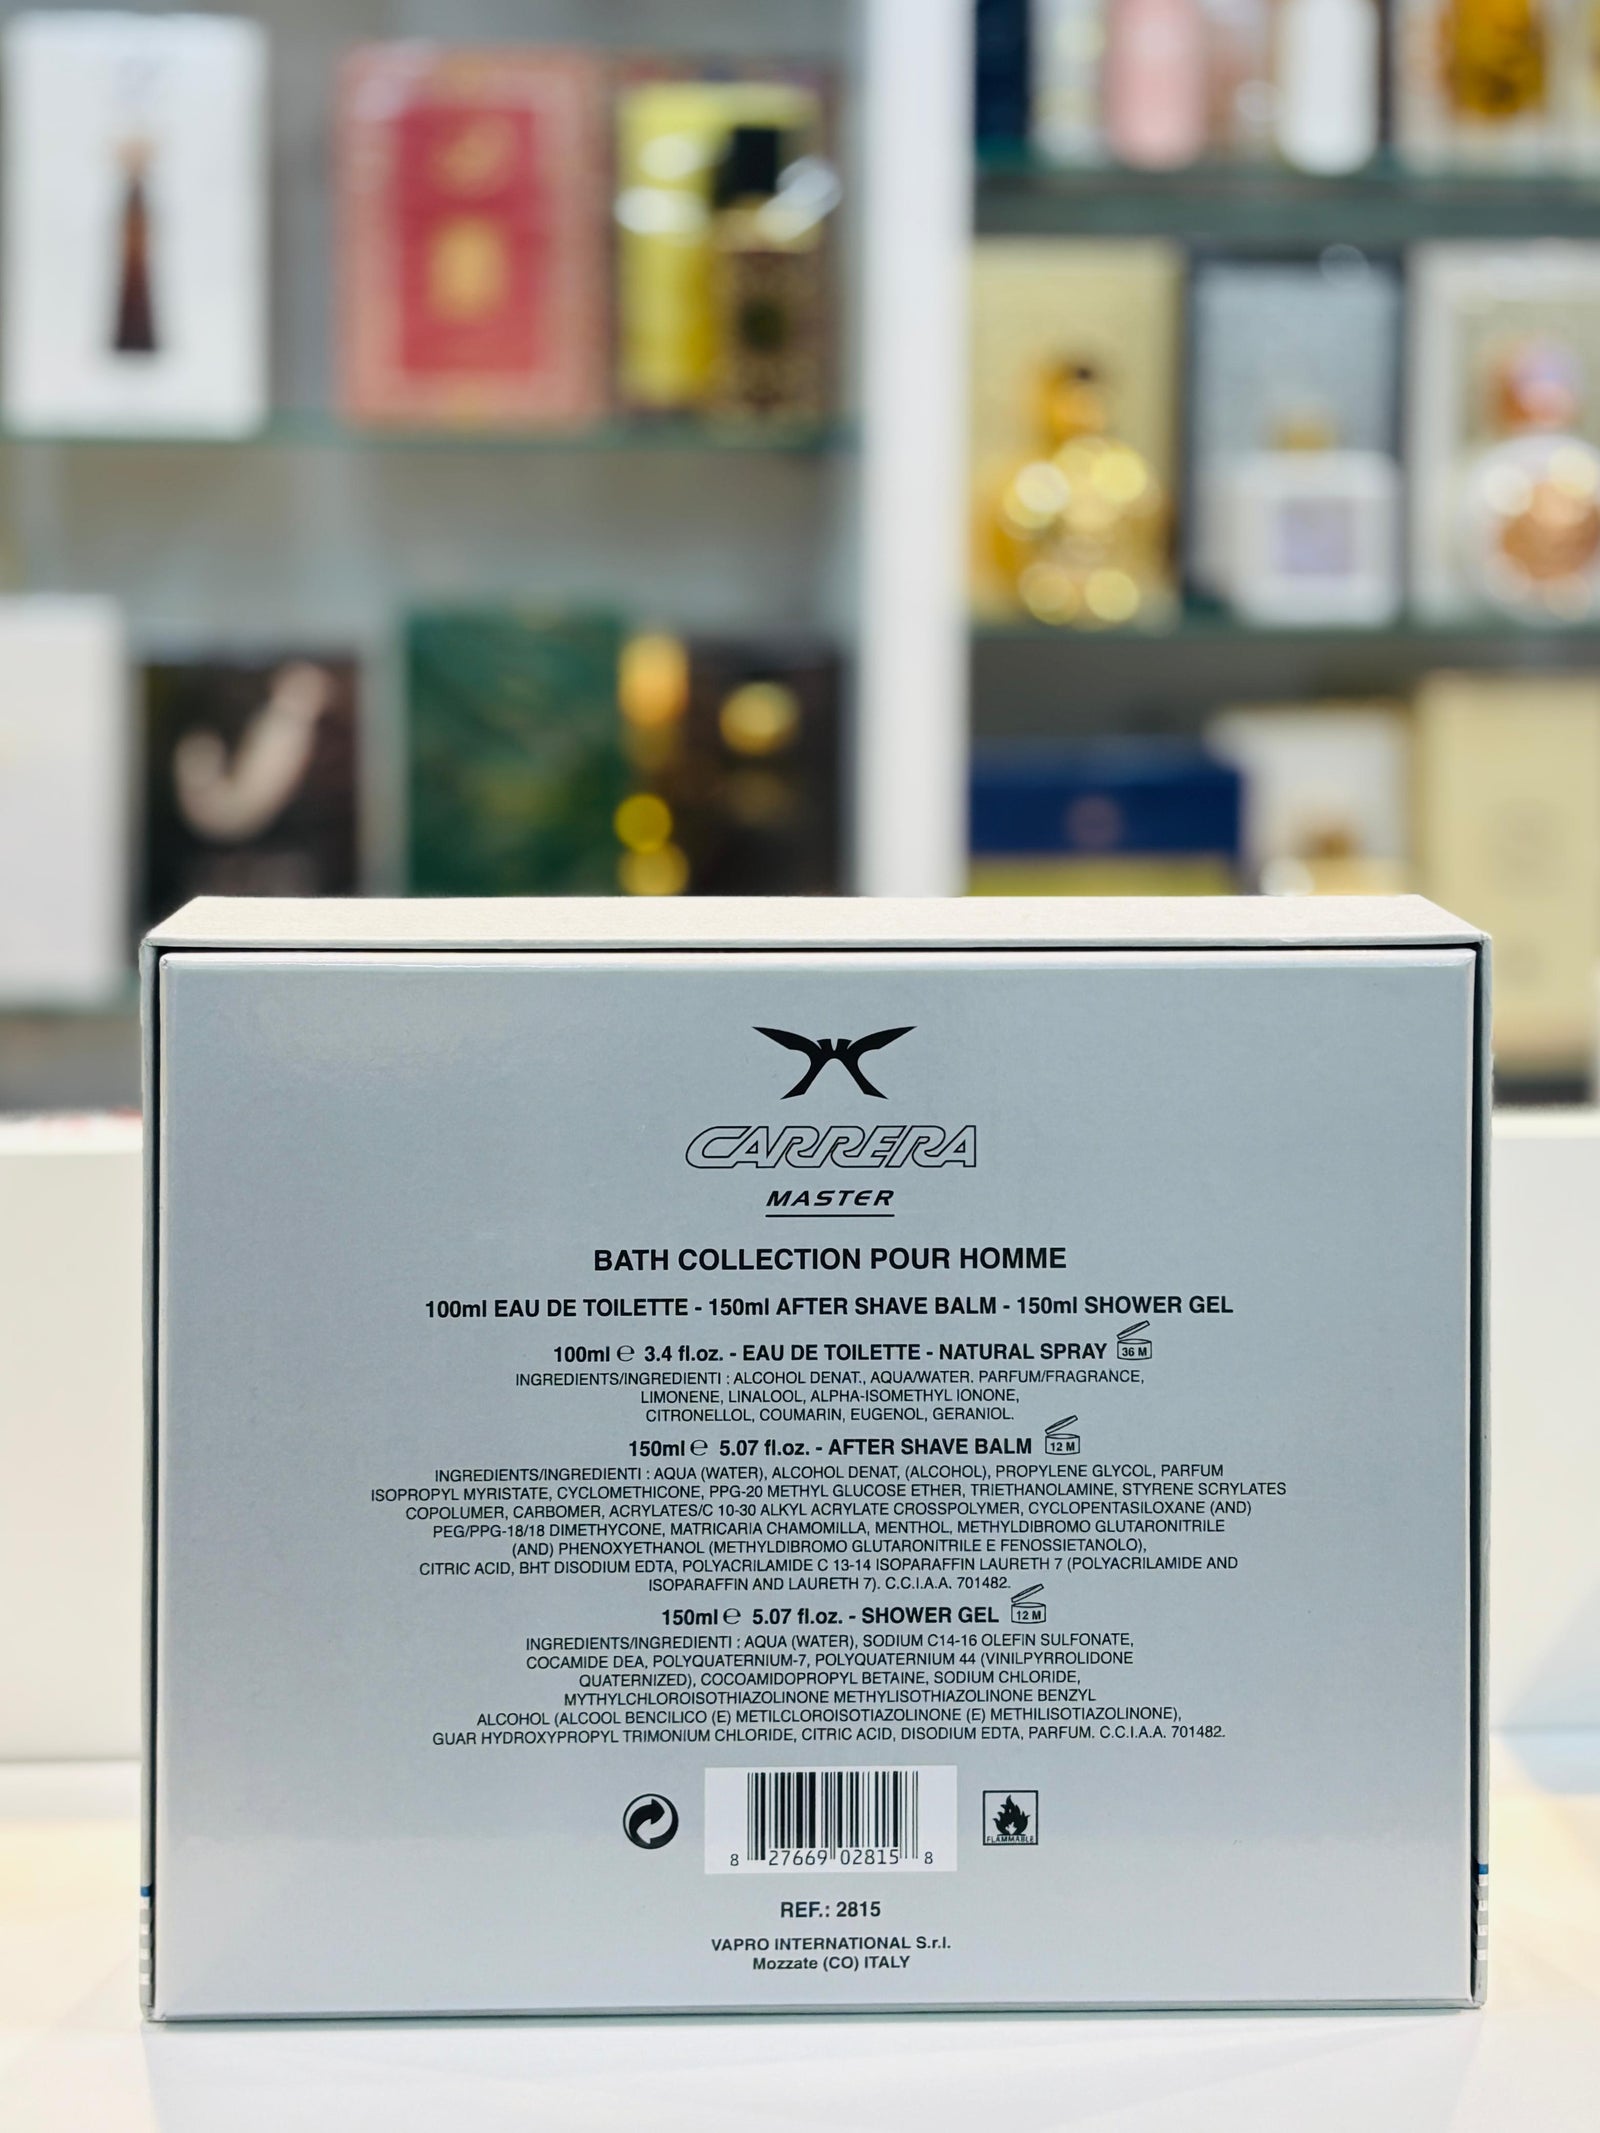 CARRERA
MASTER
BATH COLLECTION POUR HOMME
100ml EAU DE TOILETTE - 150ml AFTER SHAVE BALM - 150ml SHOWER GEL
100ml ℮ 3.4 fl.oz. - EAU DE TOILETTE - NATURAL SPRAY 36 M
INGREDIENTS/INGREDIENTI : ALCOHOL DENAT., AQUA/WATER. PARFUM/FRAGRANCE,
LIMONENE, LINALOOL, ALPHA-ISOMETHYL IONONE,
CITRONELLOL, COUMARIN, EUGENOL, GERANIOL.
150ml ℮ 5.07 fl.oz. - AFTER SHAVE BALM 12 M
INGREDIENTS/INGREDIENTI : AQUA (WATER), ALCOHOL DENAT, (ALCOHOL), PROPYLENE GLYCOL, PARFUM
ISOPROPYL MYRISTATE, CYCLOMETHICONE, PPG-20 METHYL GLUCOSE ETHER, TRIETHANOLAMINE, STYRENE SCRYLATES
COPOLUMER, CARBOMER, ACRYLATES/C 10-30 ALKYL ACRYLATE CROSSPOLYMER, CYCLOPENTASILOXANE (AND)
PEG/PPG-18/18 DIMETHYCONE, MATRICARIA CHAMOMILLA, MENTHOL, METHYLDIBROMO GLUTARONITRILE
(AND) PHENOXYETHANOL (METHYLDIBROMO GLUTARONITRILE E FENOSSIETANOLO),
CITRIC ACID, BHT DISODIUM EDTA, POLYACRILAMIDE C 13-14 ISOPARAFFIN LAURETH 7 (POLYACRILAMIDE AND
ISOPARAFFIN AND LAURETH 7). C.C.I.A.A. 701482.
150ml ℮ 5.07 fl.oz. - SHOWER GEL 12 M
INGREDIENTS/INGREDIENTI : AQUA (WATER), SODIUM C14-16 OLEFIN SULFONATE,
COCAMIDE DEA, POLYQUATERNIUM-7, POLYQUATERNIUM 44 (VINILPYRROLIDONE
QUATERNIZED), COCOAMIDOPROPYL BETAINE, SODIUM CHLORIDE,
MYTHYLCHLOROISOTHIAZOLINONE METHYLISOTHIAZOLINONE BENZYL
ALCOHOL (ALCOOL BENCILICO (E) METILCLOROISOTIAZOLINONE (E) METHILISOTIAZOLINONE),
GUAR HYDROXYPROPYL TRIMONIUM CHLORIDE, CITRIC ACID, DISODIUM EDTA, PARFUM. C.C.I.A.A. 701482.
8 27669 02815 8
FLAMMABLE
REF.: 2815
VAPRO INTERNATIONAL S.r.l.
Mozzate (CO) ITALY